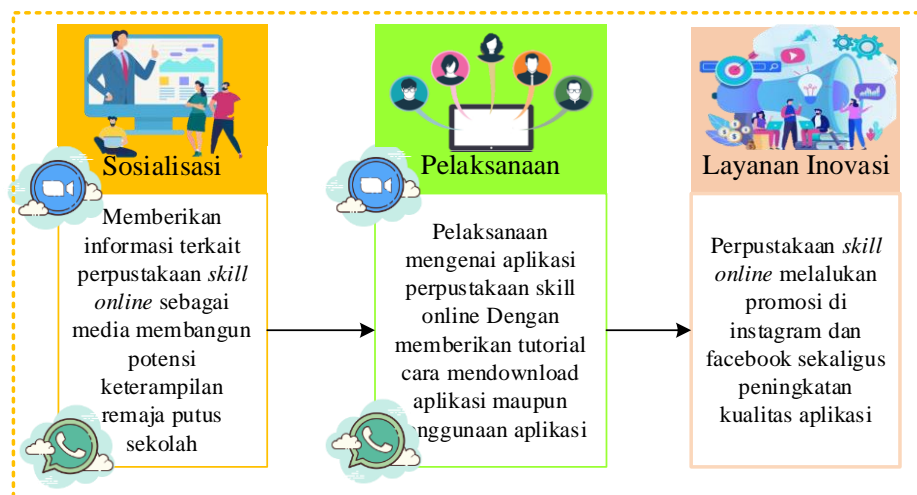 Sosialisasi
Memberikan
informasi terkait
perpustakaan skill
online sebagai
media membangun
potensi
keterampilan
remaja putus
sekolah
Pelaksanaan
Pelaksanaan
mengenai aplikasi
perpustakaan skill
online Dengan
memberikan tutorial
cara mendownload
aplikasi maupun
nggunaan aplikasi
Layanan Inovasi
Perpustakaan skill
online melalukan
promosi di
instagram dan
facebook sekaligus
peningkatan
kualitas aplikasi